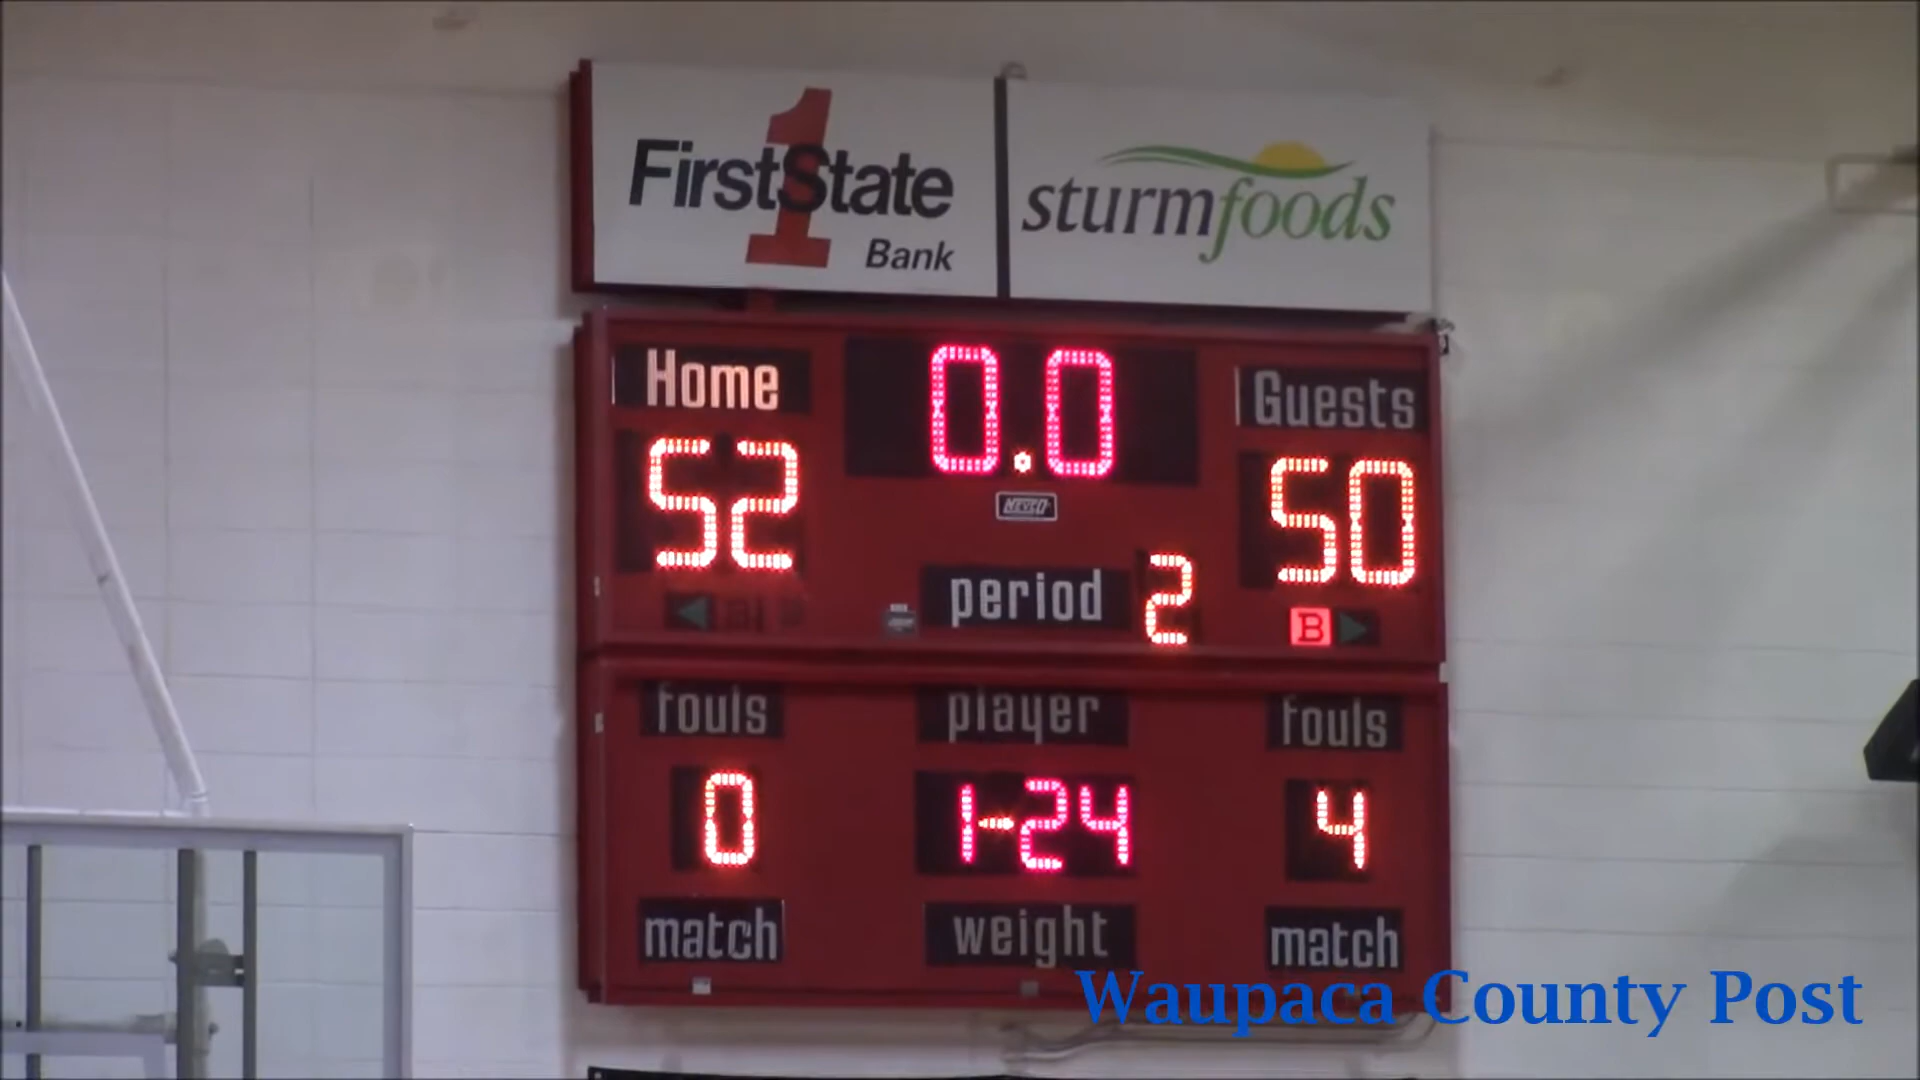 1
FirstState
Bank
sturmfoods
Home
0.0
Guests
52
50
NEVCO
period 2
B
fouls
player
fouls
0
1-24
4
match
weight
match
Waupaca County Post